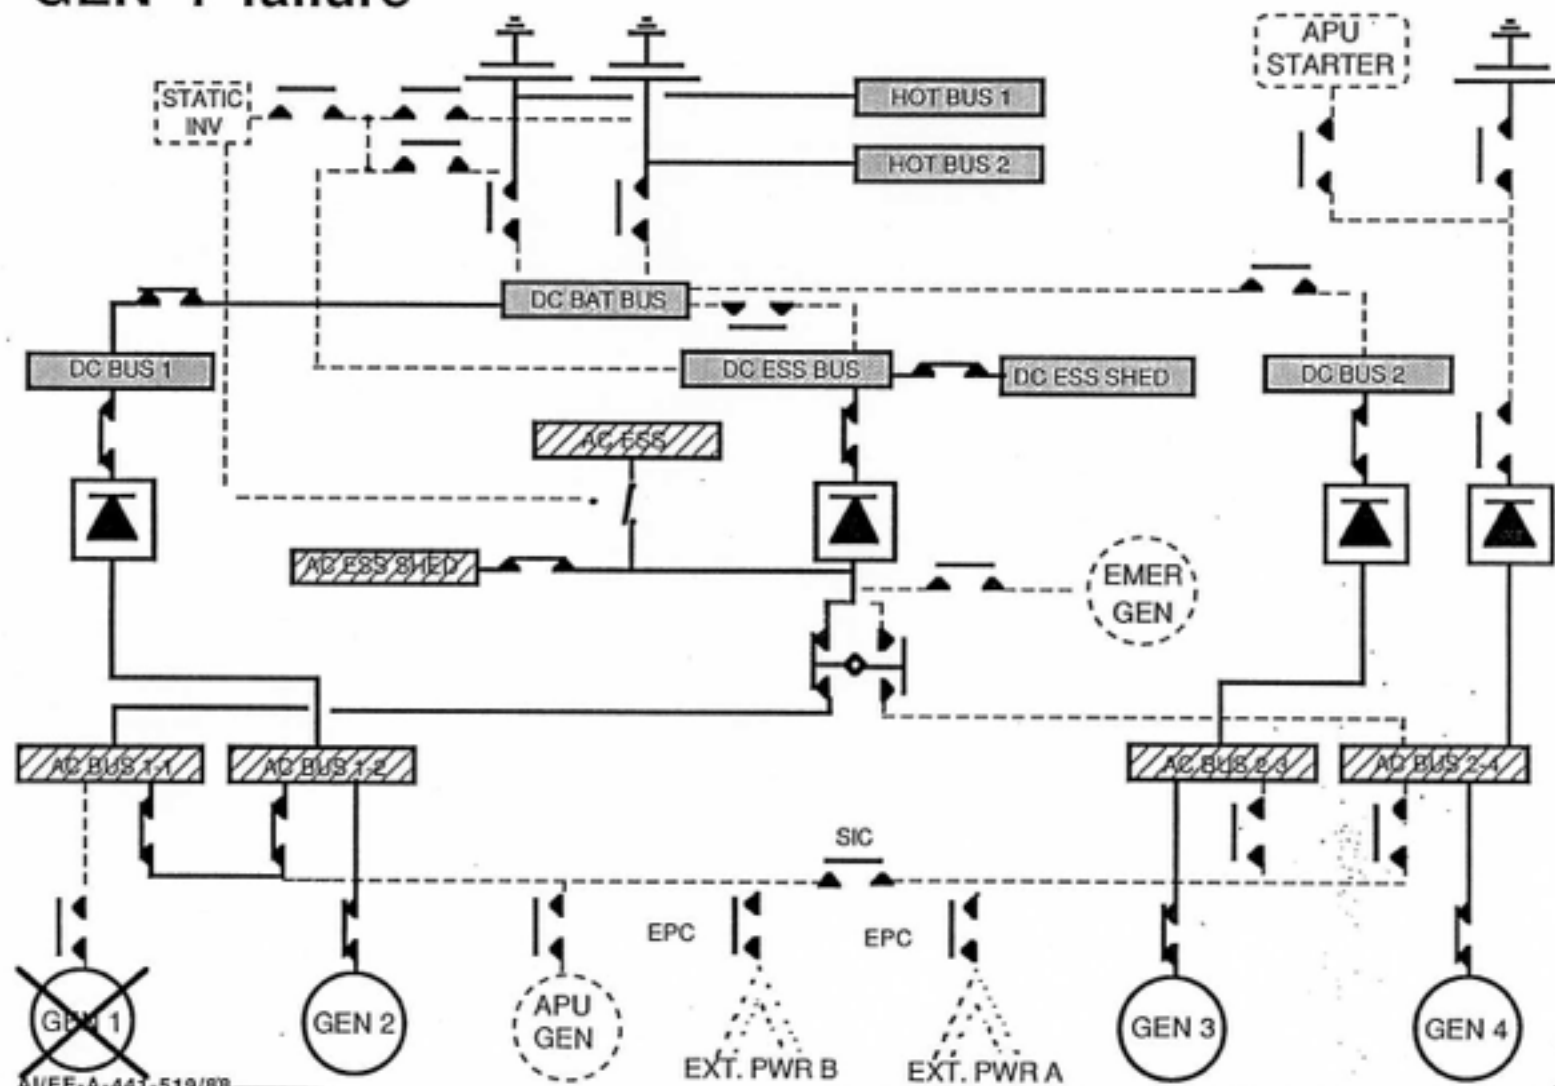 GEN 1 failure
APU
STARTER
STATIC
INV
HOT BUS 1
HOT BUS 2
DC BAT BUS
DC BUS 1
DC ESS BUS
DC ESS SHED
DC BUS 2
AC ESS
AC ESS SHED
EMER
GEN
AC BUS 1-1
AC BUS 1-2
AC BUS 2-3
AC BUS 2-4
SIC
EPC
EPC
GEN 1
GEN 2
APU
GEN
EXT. PWR B
EXT. PWR A
GEN 3
GEN 4